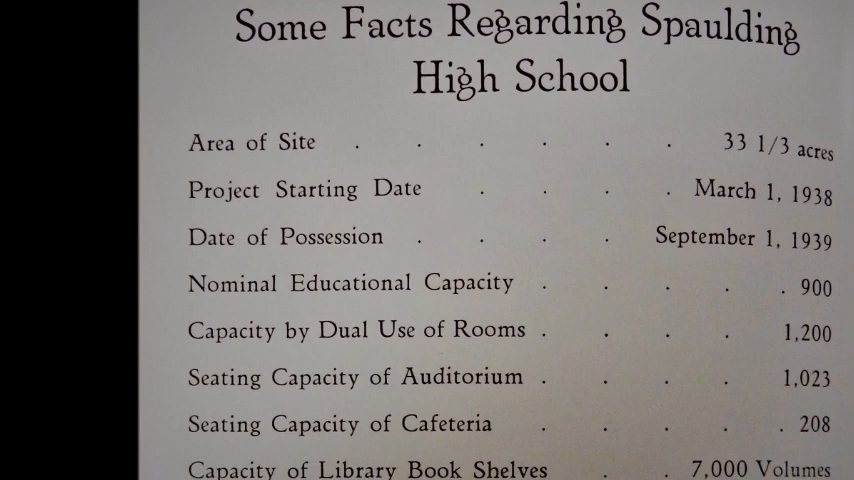 Some Facts Regarding Spaulding
High School
Area of Site . . . . . . 33 1/3 acres
Project Starting Date . . . . March 1, 1938
Date of Possession . . . . September 1, 1939
Nominal Educational Capacity . . . . . 900
Capacity by Dual Use of Rooms . . . . 1,200
Seating Capacity of Auditorium . . . . 1,023
Seating Capacity of Cafeteria . . . . . 208
Capacity of Library Book Shelves . . 7,000 Volumes